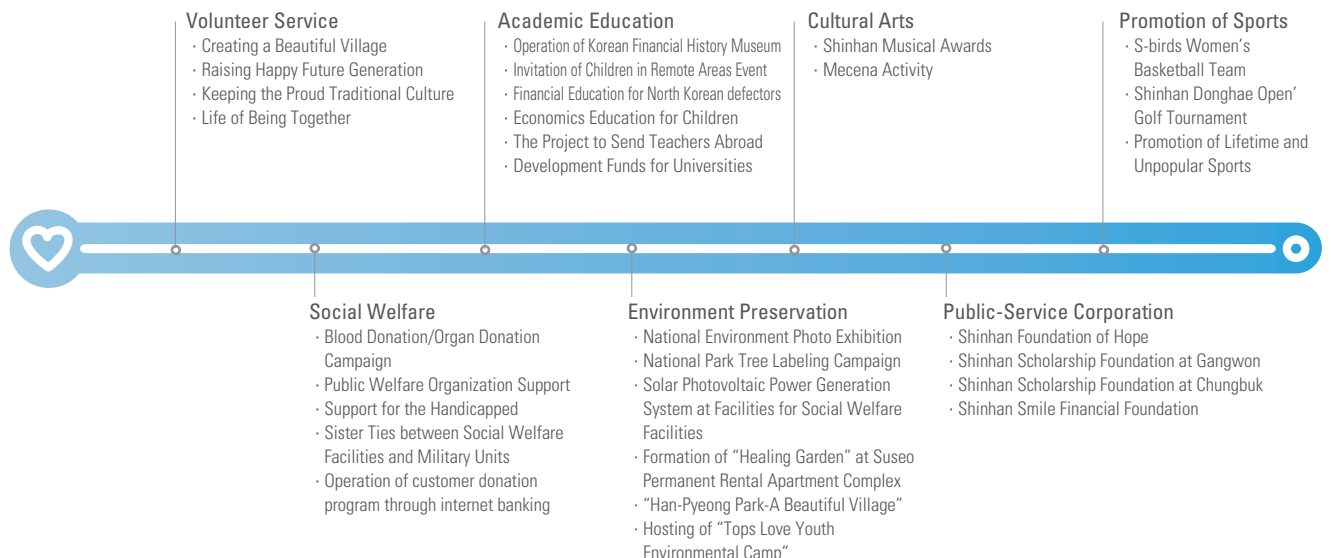 Volunteer Service
· Creating a Beautiful Village
· Raising Happy Future Generation
· Keeping the Proud Traditional Culture
· Life of Being Together
Academic Education
· Operation of Korean Financial History Museum
· Invitation of Children in Remote Areas Event
· Financial Education for North Korean defectors
· Economics Education for Children
· The Project to Send Teachers Abroad
· Development Funds for Universities
Cultural Arts
· Shinhan Musical Awards
· Mecena Activity
Promotion of Sports
· S-birds Women's
Basketball Team
· Shinhan Donghae Open'
Golf Tournament
· Promotion of Lifetime and
Unpopular Sports
Social Welfare
· Blood Donation/Organ Donation
Campaign
· Public Welfare Organization Support
· Support for the Handicapped
· Sister Ties between Social Welfare
Facilities and Military Units
· Operation of customer donation
program through internet banking
Environment Preservation
· National Environment Photo Exhibition
· National Park Tree Labeling Campaign
· Solar Photovoltaic Power Generation
System at Facilities for Social Welfare
Facilities
· Formation of "Healing Garden" at Suseo
Permanent Rental Apartment Complex
· "Han-Pyeong Park-A Beautiful Village"
· Hosting of "Tops Love Youth
Environmental Camp"
Public-Service Corporation
· Shinhan Foundation of Hope
· Shinhan Scholarship Foundation at Gangwon
· Shinhan Scholarship Foundation at Chungbuk
· Shinhan Smile Financial Foundation